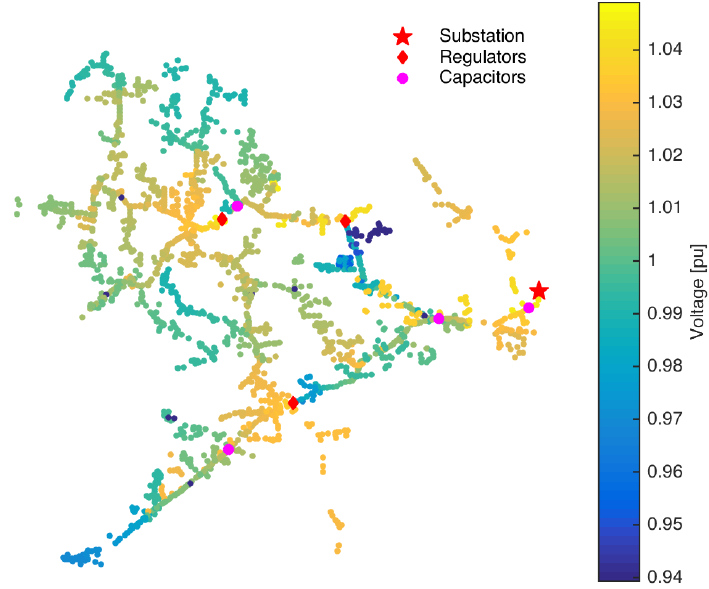 Substation
Regulators
Capacitors
1.04
1.03
1.02
1.01
1
0.99
0.98
0.97
0.96
0.95
0.94
Voltage [pu]